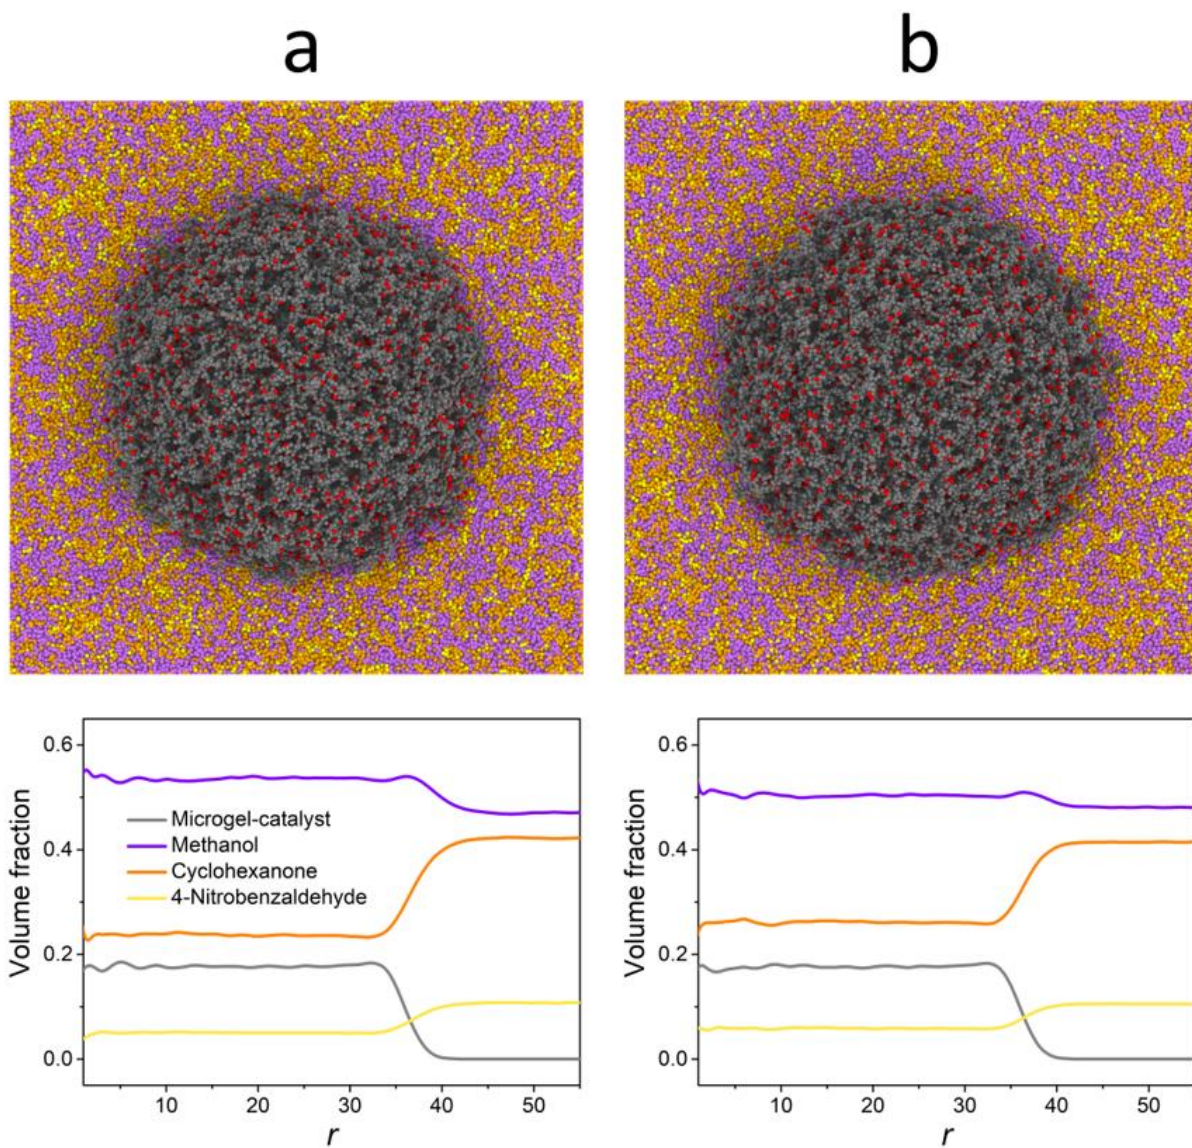 a
b
0.6
0.4
0.2
0.0
Volume fraction
Microgel-catalyst
Methanol
Cyclohexanone
4-Nitrobenzaldehyde
10 20 30 40 50
r
0.6
0.4
0.2
0.0
Volume fraction
10 20 30 40 50
r